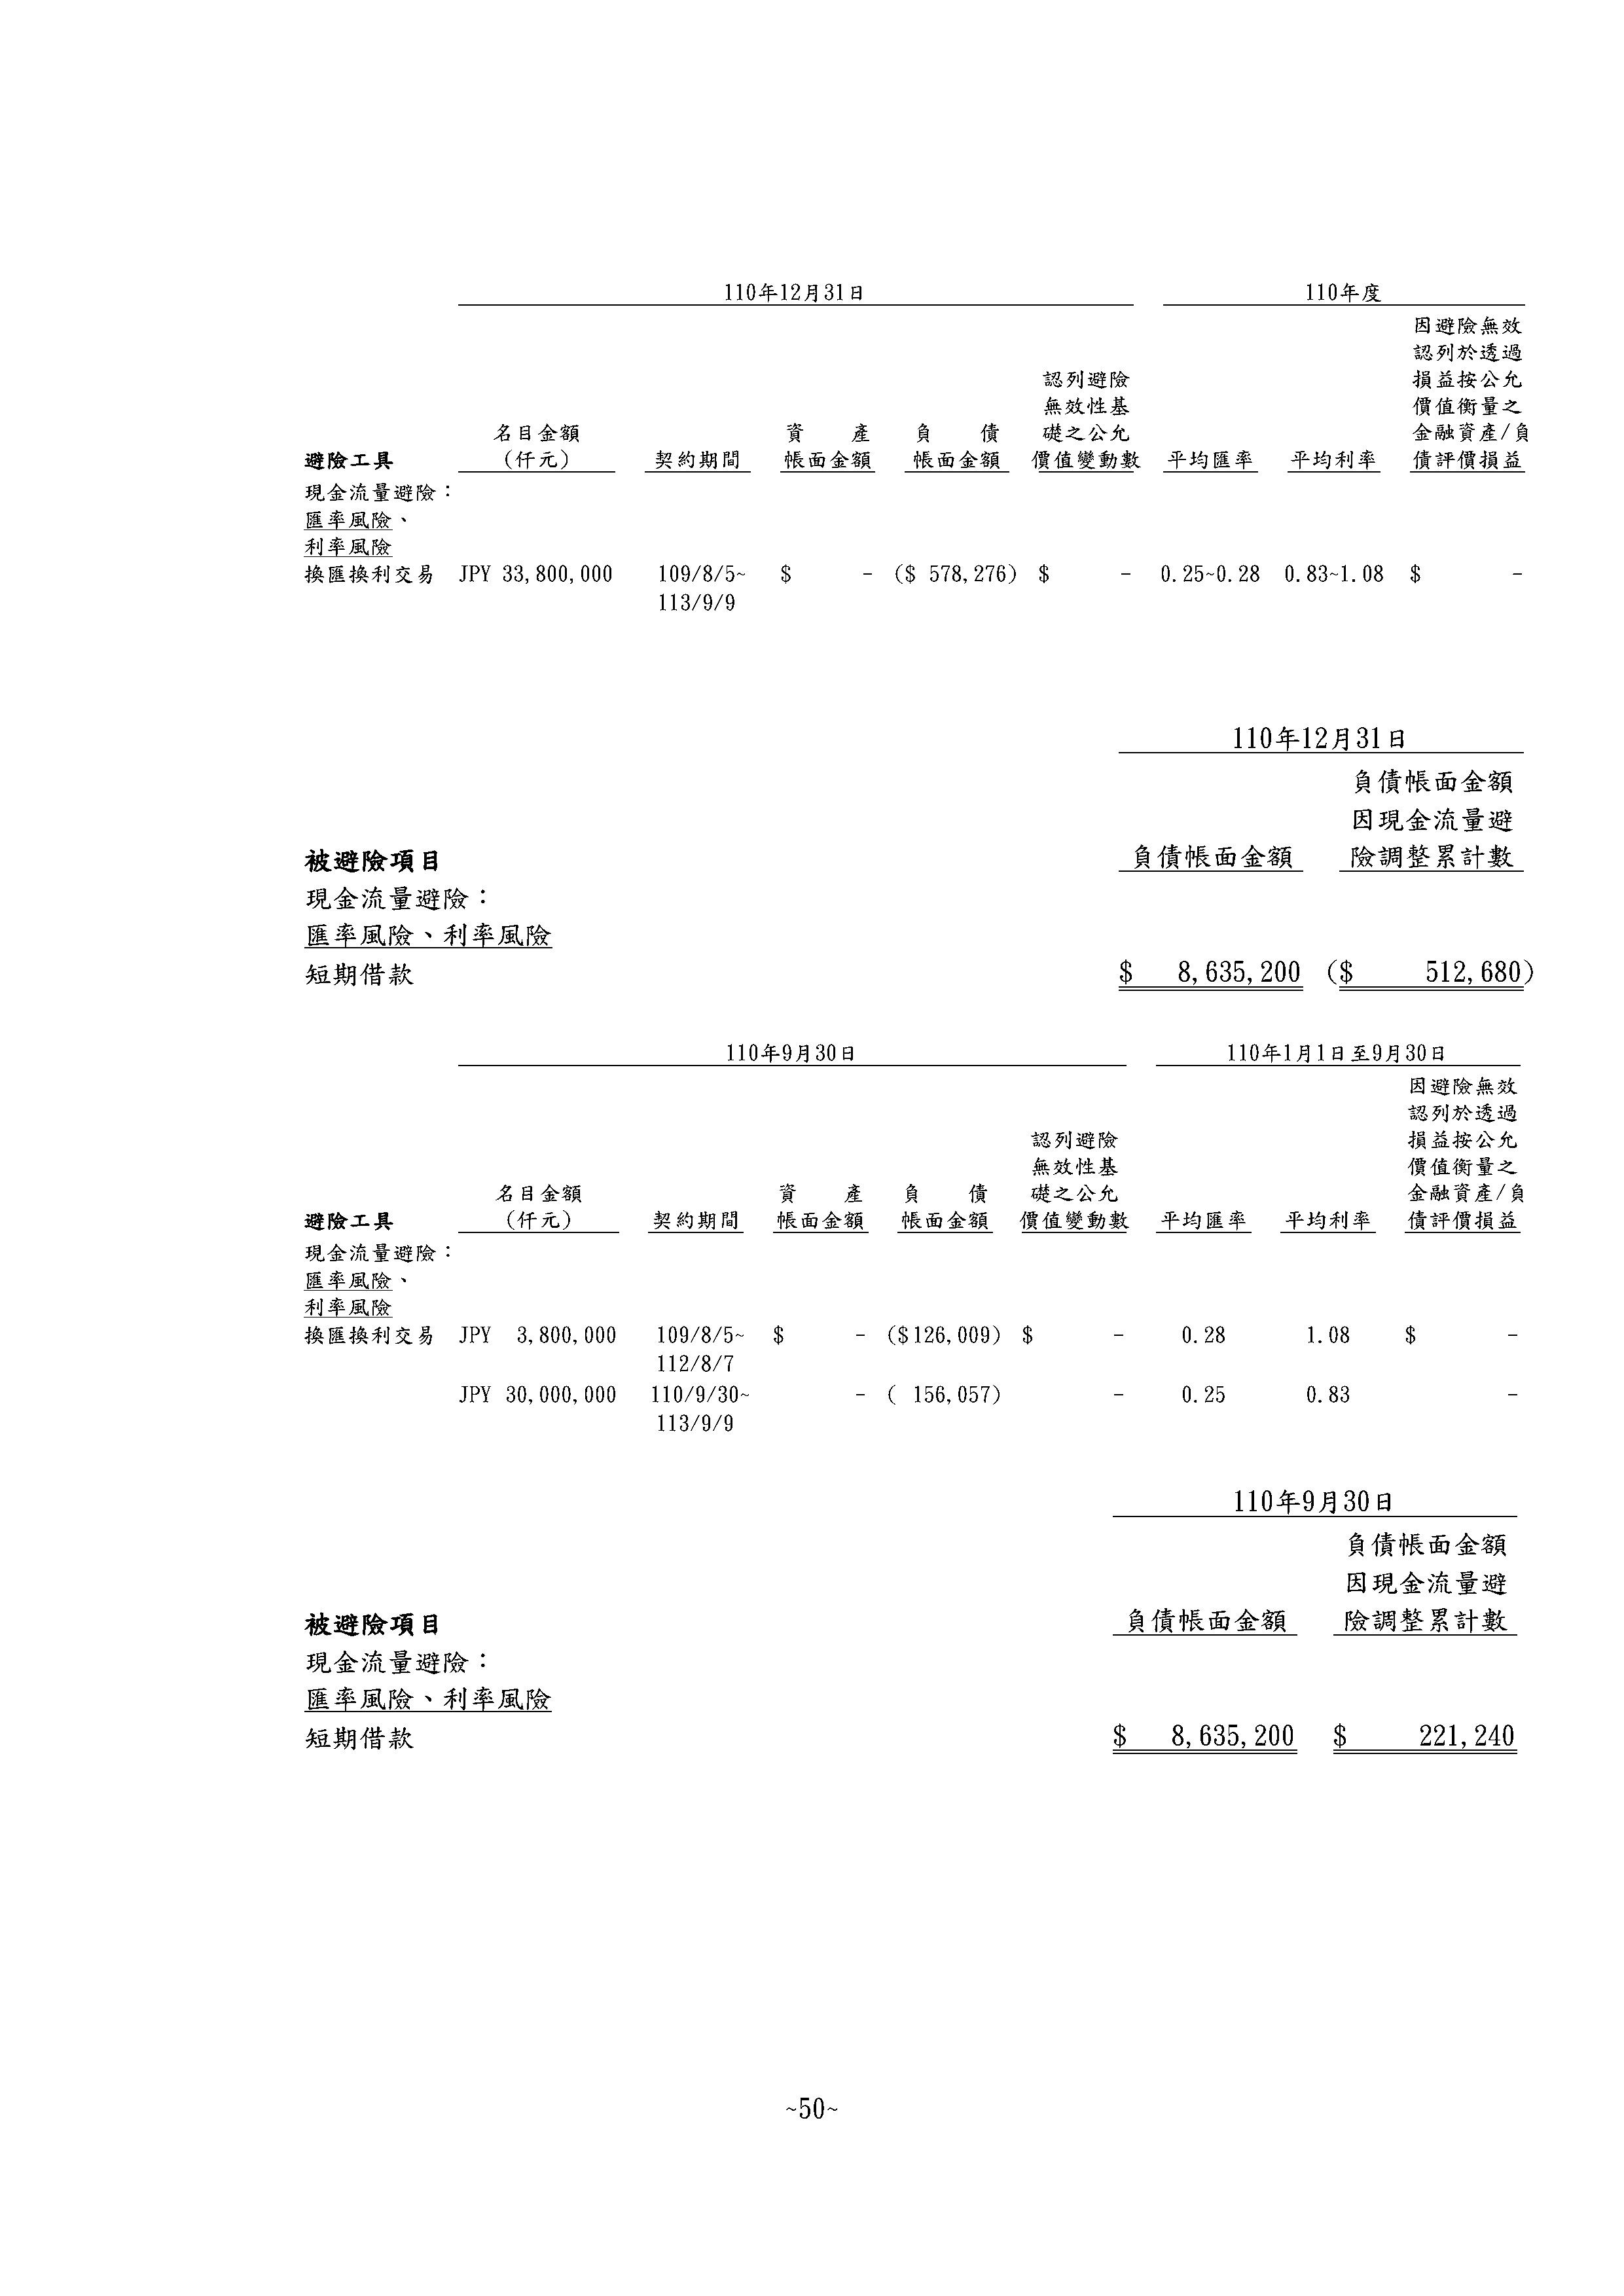 110年12月31日 110年度
因避險無效
認列於透過
認列避險 損益按公允
無效性基 價值衡量之
名目金額 資 產 負 債 礎之公允 金融資產/負
避險工具 (仟元) 契約期間 帳面金額 帳面金額 價值變動數 平均匯率 平均利率 債評價損益
現金流量避險：
匯率風險、
利率風險
換匯換利交易 JPY 33,800,000 109/8/5~ $ - ($ 578,276) $ - 0.25~0.28 0.83~1.08 $ -
113/9/9
110年12月31日
負債帳面金額
因現金流量避
被避險項目 負債帳面金額 險調整累計數
現金流量避險：
匯率風險、利率風險
短期借款 $ 8,635,200 ($ 512,680)
110年9月30日 110年1月1日至9月30日
因避險無效
認列於透過
認列避險 損益按公允
無效性基 價值衡量之
名目金額 資 產 負 債 礎之公允 金融資產/負
避險工具 (仟元) 契約期間 帳面金額 帳面金額 價值變動數 平均匯率 平均利率 債評價損益
現金流量避險：
匯率風險、
利率風險
換匯換利交易 JPY 3,800,000 109/8/5~ $ - ($126,009) $ - 0.28 1.08 $ -
112/8/7
JPY 30,000,000 110/9/30~ - ( 156,057) - 0.25 0.83 -
113/9/9
110年9月30日
負債帳面金額
因現金流量避
被避險項目 負債帳面金額 險調整累計數
現金流量避險：
匯率風險、利率風險
短期借款 $ 8,635,200 $ 221,240
~50~